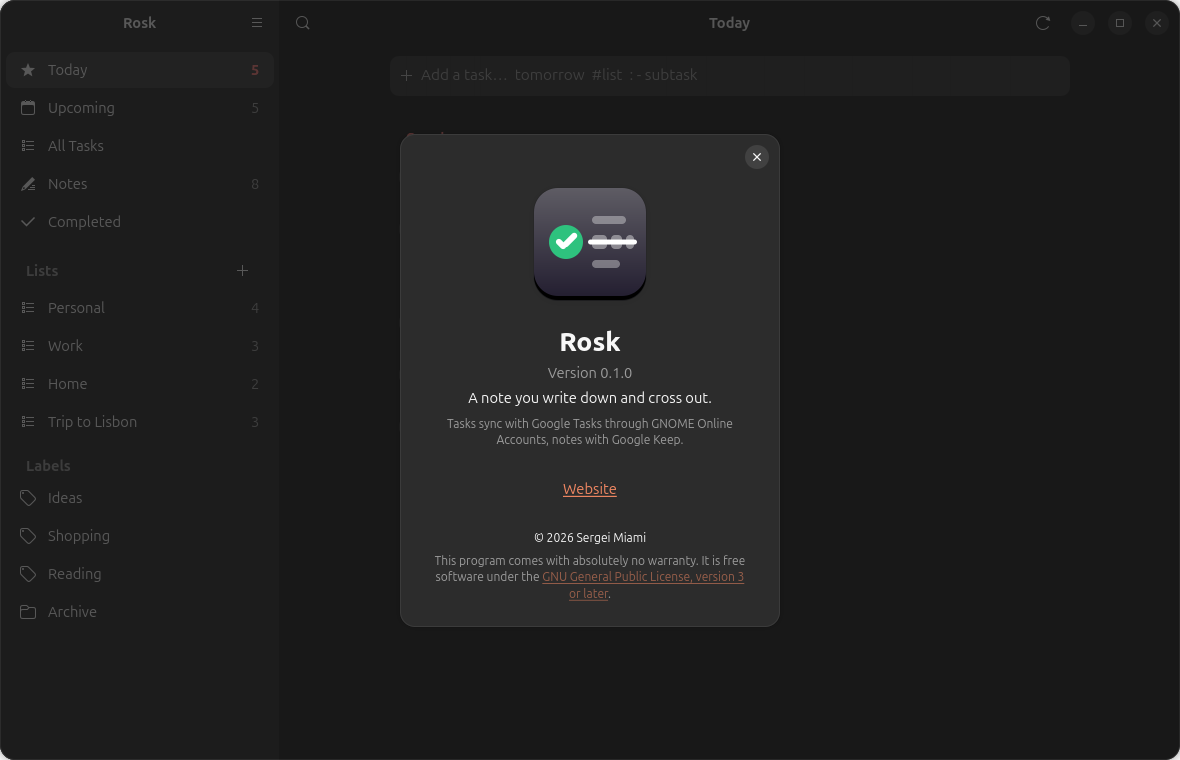 Rosk
Today
Today 5
Upcoming 5
All Tasks
Notes 8
Completed
Lists
Personal 4
Work 3
Home 2
Trip to Lisbon 3
Labels
Ideas
Shopping
Reading
Archive
Add a task… tomorrow #list : - subtask
Rosk
Version 0.1.0
A note you write down and cross out.
Tasks sync with Google Tasks through GNOME Online
Accounts, notes with Google Keep.
Website
© 2026 Sergei Miami
This program comes with absolutely no warranty. It is free
software under the GNU General Public License, version 3
or later.